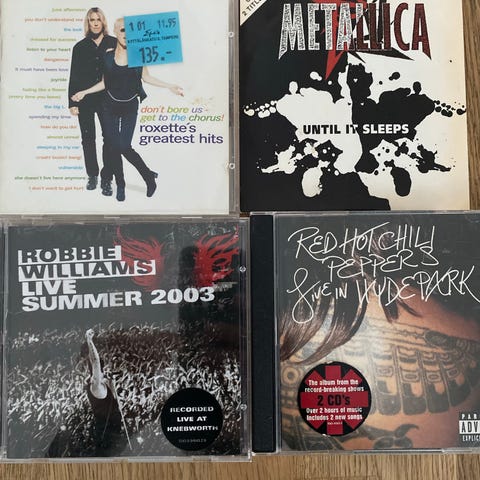 june afternoon
you don't understand me
the look
dressed for success
listen to your heart
dangerous
it must have been love
joyride
fading like a flower
(every time you leave)
the big L.
spending my time
how do you do!
almost unreal
sleeping in my car
crash! boom! bang!
vulnerable
she doesn't live here anymore
i don't want to get hurt
1 01 11.95
135.-
don't bore us -
get to the chorus!
roxette's
greatest hits
METALLICA
UNTIL IT SLEEPS
ROBBIE
WILLIAMS
LIVE
SUMMER 2003
RECORDED
LIVE AT
KNEBWORTH
RED HOT CHILI
PEPPERS
LIVE IN HYDE PARK
The album from the
record-breaking shows
2 CD's
Over 2 hours of music
Includes 2 new songs